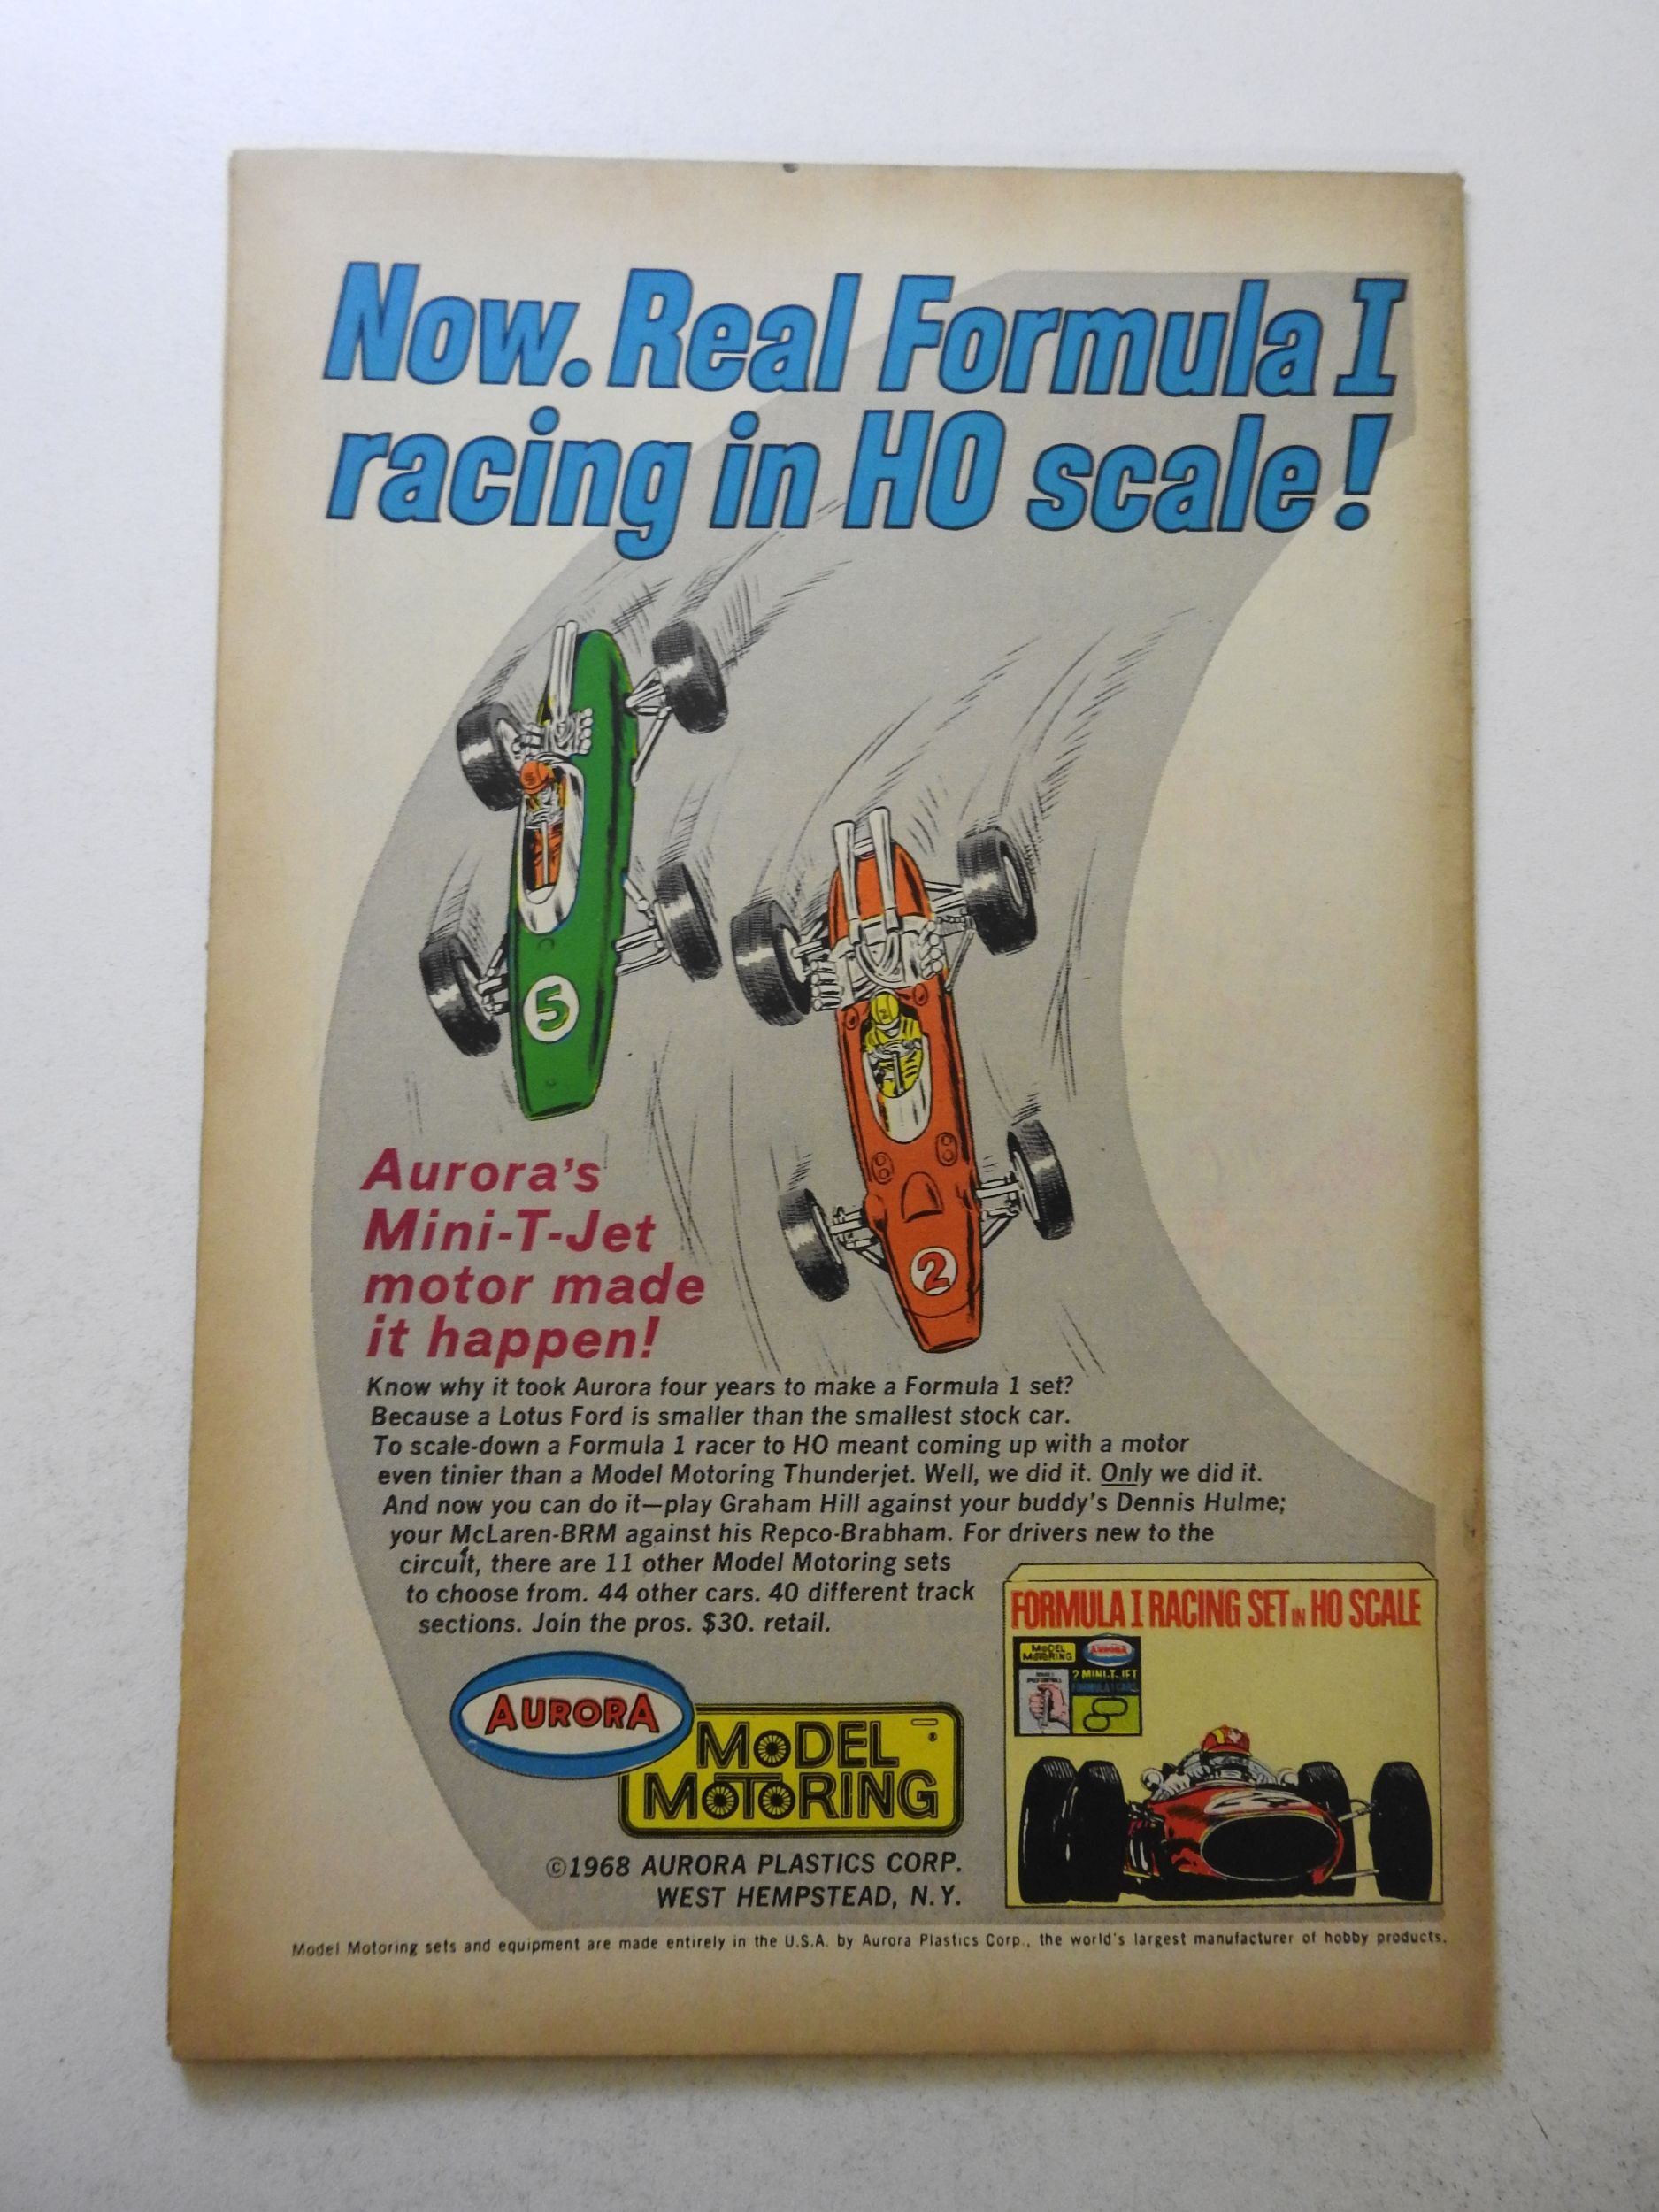 Now. Real Formula I
racing in HO scale!
5
2
Aurora's
Mini-T-Jet
motor made
it happen!
Know why it took Aurora four years to make a Formula 1 set?
Because a Lotus Ford is smaller than the smallest stock car.
To scale-down a Formula 1 racer to HO meant coming up with a motor
even tinier than a Model Motoring Thunderjet. Well, we did it. Only we did it.
And now you can do it—play Graham Hill against your buddy's Dennis Hulme;
your McLaren-BRM against his Repco-Brabham. For drivers new to the
circuit, there are 11 other Model Motoring sets
to choose from. 44 other cars. 40 different track
sections. Join the pros. $30. retail.
FORMULA I RACING SET IN HO SCALE
MODEL
MOTORING
AURORA
2 MINI-T-JET
FORMULA I CARS
AURORA
MODEL
MOTORING
®
©1968 AURORA PLASTICS CORP.
WEST HEMPSTEAD, N.Y.
Model Motoring sets and equipment are made entirely in the U.S.A. by Aurora Plastics Corp., the world's largest manufacturer of hobby products.